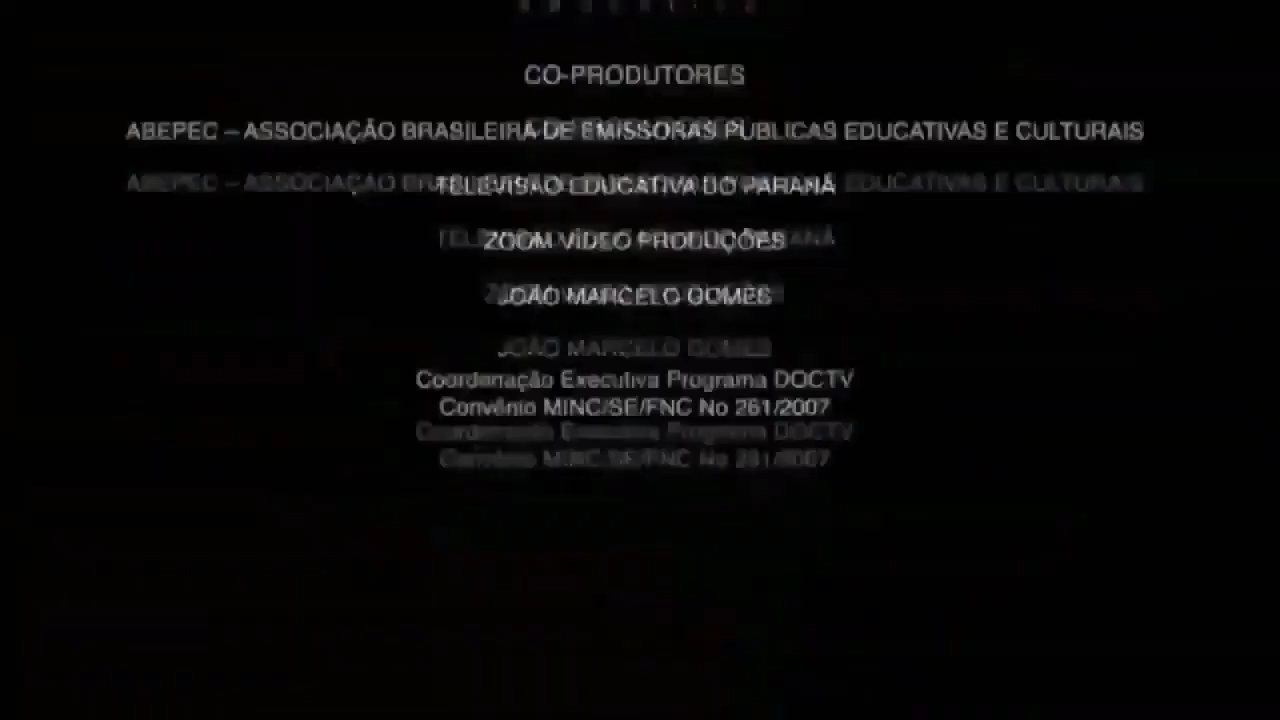 CO-PRODUTORES
ABEPEC – ASSOCIAÇÃO BRASILEIRA DE EMISSORAS PÚBLICAS EDUCATIVAS E CULTURAIS
TELEVISÃO EDUCATIVA DO PARANÁ
ZOOM VÍDEO PRODUÇÕES
JOÃO MARCELO GOMES
Coordenação Executiva Programa DOCTV
Convênio MINC/SE/FNC No 261/2007